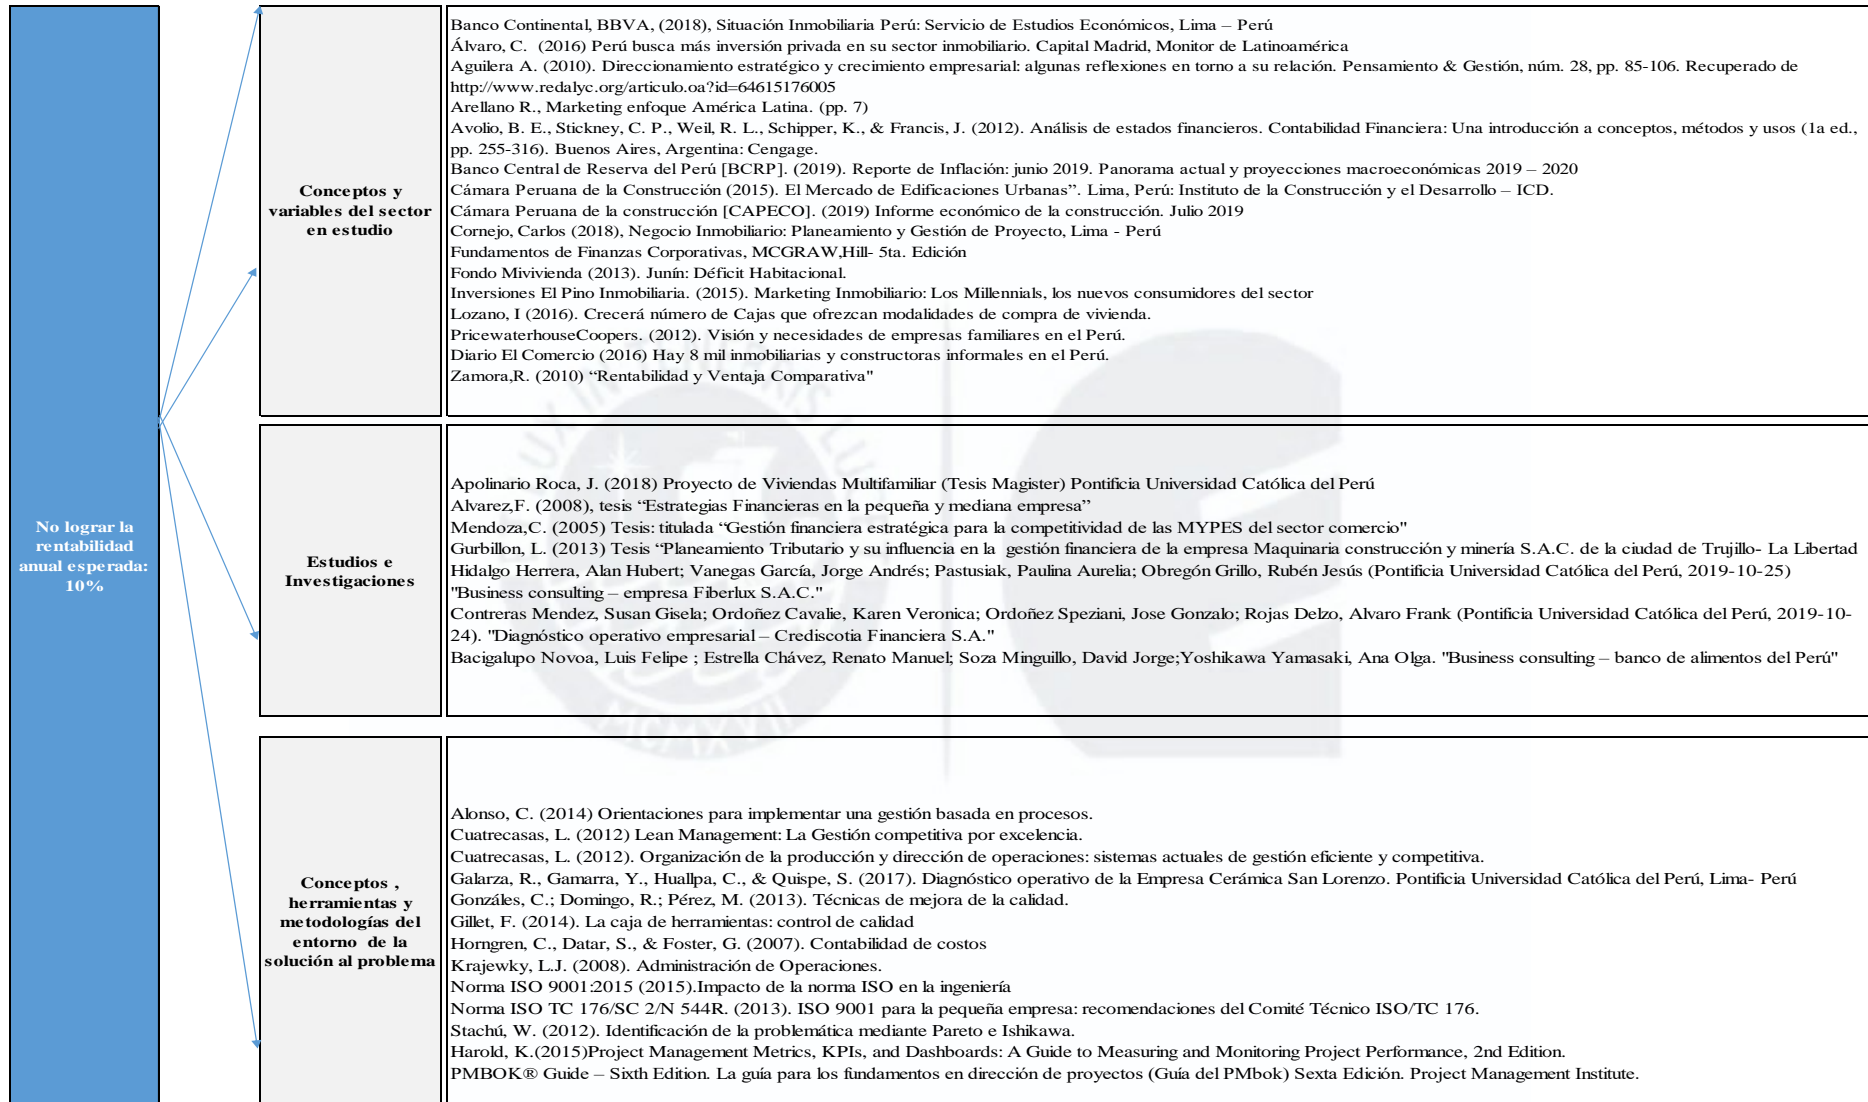 No lograr la
rentabilidad
anual esperada:
10%
Conceptos y
variables del sector
en estudio
Banco Continental, BBVA, (2018), Situación Inmobiliaria Perú: Servicio de Estudios Económicos, Lima – Perú
Álvaro, C.  (2016) Perú busca más inversión privada en su sector inmobiliario. Capital Madrid, Monitor de Latinoamérica
Aguilera A. (2010). Direccionamiento estratégico y crecimiento empresarial: algunas reflexiones en torno a su relación. Pensamiento & Gestión, núm. 28, pp. 85-106. Recuperado de
http://www.redalyc.org/articulo.oa?id=64615176005
Arellano R., Marketing enfoque América Latina. (pp. 7)
Avolio, B. E., Stickney, C. P., Weil, R. L., Schipper, K., & Francis, J. (2012). Análisis de estados financieros. Contabilidad Financiera: Una introducción a conceptos, métodos y usos (1a ed.,
pp. 255-316). Buenos Aires, Argentina: Cengage.
Banco Central de Reserva del Perú [BCRP]. (2019). Reporte de Inflación: junio 2019. Panorama actual y proyecciones macroeconómicas 2019 – 2020
Cámara Peruana de la Construcción (2015). El Mercado de Edificaciones Urbanas”. Lima, Perú: Instituto de la Construcción y el Desarrollo – ICD.
Cámara Peruana de la construcción [CAPECO]. (2019) Informe económico de la construcción. Julio 2019
Cornejo, Carlos (2018), Negocio Inmobiliario: Planeamiento y Gestión de Proyecto, Lima - Perú
Fundamentos de Finanzas Corporativas, MCGRAW,Hill- 5ta. Edición
Fondo Mivivienda (2013). Junín: Déficit Habitacional.
Inversiones El Pino Inmobiliaria. (2015). Marketing Inmobiliario: Los Millennials, los nuevos consumidores del sector
Lozano, I (2016). Crecerá número de Cajas que ofrezcan modalidades de compra de vivienda.
PricewaterhouseCoopers. (2012). Visión y necesidades de empresas familiares en el Perú.
Diario El Comercio (2016) Hay 8 mil inmobiliarias y constructoras informales en el Perú.
Zamora,R. (2010) “Rentabilidad y Ventaja Comparativa"
Estudios e
Investigaciones
Apolinario Roca, J. (2018) Proyecto de Viviendas Multifamiliar (Tesis Magister) Pontificia Universidad Católica del Perú
Alvarez,F. (2008), tesis “Estrategias Financieras en la pequeña y mediana empresa”
Mendoza,C. (2005) Tesis: titulada “Gestión financiera estratégica para la competitividad de las MYPES del sector comercio"
Gurbillon, L. (2013) Tesis “Planeamiento Tributario y su influencia en la  gestión financiera de la empresa Maquinaria construcción y minería S.A.C. de la ciudad de Trujillo- La Libertad
Hidalgo Herrera, Alan Hubert; Vanegas García, Jorge Andrés; Pastusiak, Paulina Aurelia; Obregón Grillo, Rubén Jesús (Pontificia Universidad Católica del Perú, 2019-10-25)
"Business consulting – empresa Fiberlux S.A.C."
Contreras Mendez, Susan Gisela; Ordoñez Cavalie, Karen Veronica; Ordoñez Speziani, Jose Gonzalo; Rojas Delzo, Alvaro Frank (Pontificia Universidad Católica del Perú, 2019-10-
24). "Diagnóstico operativo empresarial – Crediscotia Financiera S.A."
Bacigalupo Novoa, Luis Felipe ; Estrella Chávez, Renato Manuel; Soza Minguillo, David Jorge;Yoshikawa Yamasaki, Ana Olga. "Business consulting – banco de alimentos del Perú"
Conceptos ,
herramientas y
metodologías del
entorno  de la
solución al problema
Alonso, C. (2014) Orientaciones para implementar una gestión basada en procesos.
Cuatrecasas, L. (2012) Lean Management: La Gestión competitiva por excelencia.
Cuatrecasas, L. (2012). Organización de la producción y dirección de operaciones: sistemas actuales de gestión eficiente y competitiva.
Galarza, R., Gamarra, Y., Huallpa, C., & Quispe, S. (2017). Diagnóstico operativo de la Empresa Cerámica San Lorenzo. Pontificia Universidad Católica del Perú, Lima- Perú
Gonzáles, C.; Domingo, R.; Pérez, M. (2013). Técnicas de mejora de la calidad.
Gillet, F. (2014). La caja de herramientas: control de calidad
Horngren, C., Datar, S., & Foster, G. (2007). Contabilidad de costos
Krajewky, L.J. (2008). Administración de Operaciones.
Norma ISO 9001:2015 (2015).Impacto de la norma ISO en la ingeniería
Norma ISO TC 176/SC 2/N 544R. (2013). ISO 9001 para la pequeña empresa: recomendaciones del Comité Técnico ISO/TC 176.
Stachú, W. (2012). Identificación de la problemática mediante Pareto e Ishikawa.
Harold, K.(2015)Project Management Metrics, KPIs, and Dashboards: A Guide to Measuring and Monitoring Project Performance, 2nd Edition.
PMBOK® Guide – Sixth Edition. La guía para los fundamentos en dirección de proyectos (Guía del PMbok) Sexta Edición. Project Management Institute.
MCMXVII